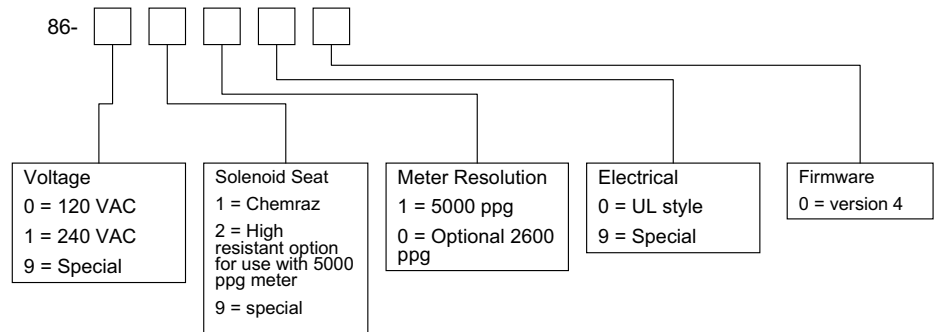 86-
Voltage
0 = 120 VAC
1 = 240 VAC
9 = Special
Solenoid Seat
1 = Chemraz
2 = High
resistant option
for use with 5000
ppg meter
9 = special
Meter Resolution
1 = 5000 ppg
0 = Optional 2600
ppg
Electrical
0 = UL style
9 = Special
Firmware
0 = version 4